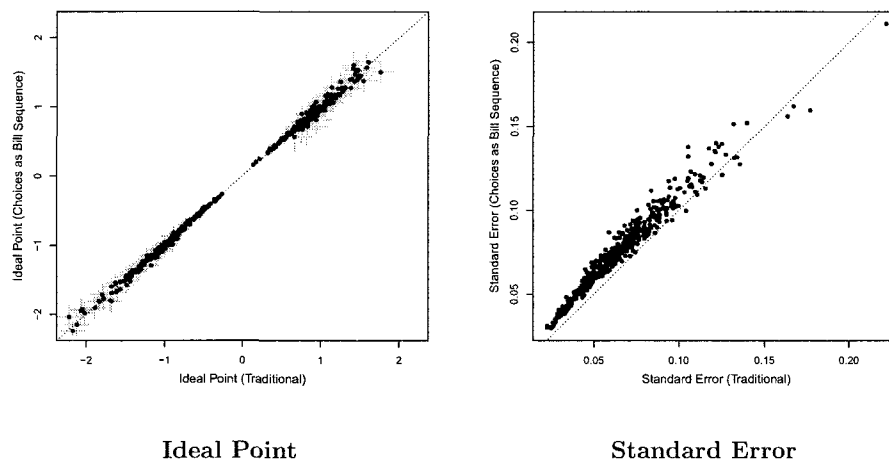 Ideal Point (Choices as Bill Sequence)
2
1
0
−1
−2
−2 −1 0 1 2
Ideal Point (Traditional)
Ideal Point
Standard Error (Choices as Bill Sequence)
0.20
0.15
0.10
0.05
0.05 0.10 0.15 0.20
Standard Error (Traditional)
Standard Error